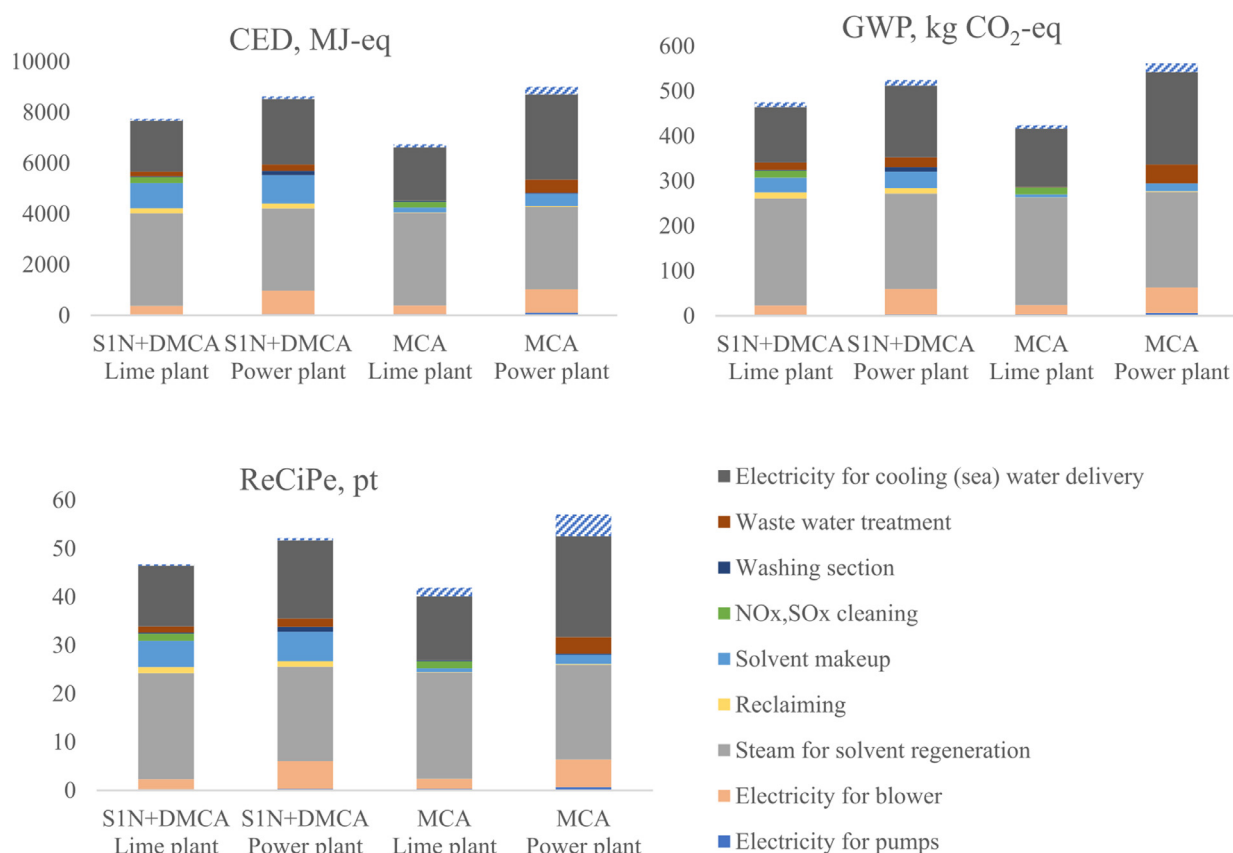 CED, MJ-eq
10000
8000
6000
4000
2000
0
S1N+DMCA S1N+DMCA MCA MCA
Lime plant Power plant Lime plant Power plant
GWP, kg CO₂-eq
600
500
400
300
200
100
0
S1N+DMCA S1N+DMCA MCA MCA
Lime plant Power plant Lime plant Power plant
ReCiPe, pt
60
50
40
30
20
10
0
S1N+DMCA S1N+DMCA MCA MCA
Lime plant Power plant Lime plant Power plant
Electricity for cooling (sea) water delivery
Waste water treatment
Washing section
NOx,SOx cleaning
Solvent makeup
Reclaiming
Steam for solvent regeneration
Electricity for blower
Electricity for pumps